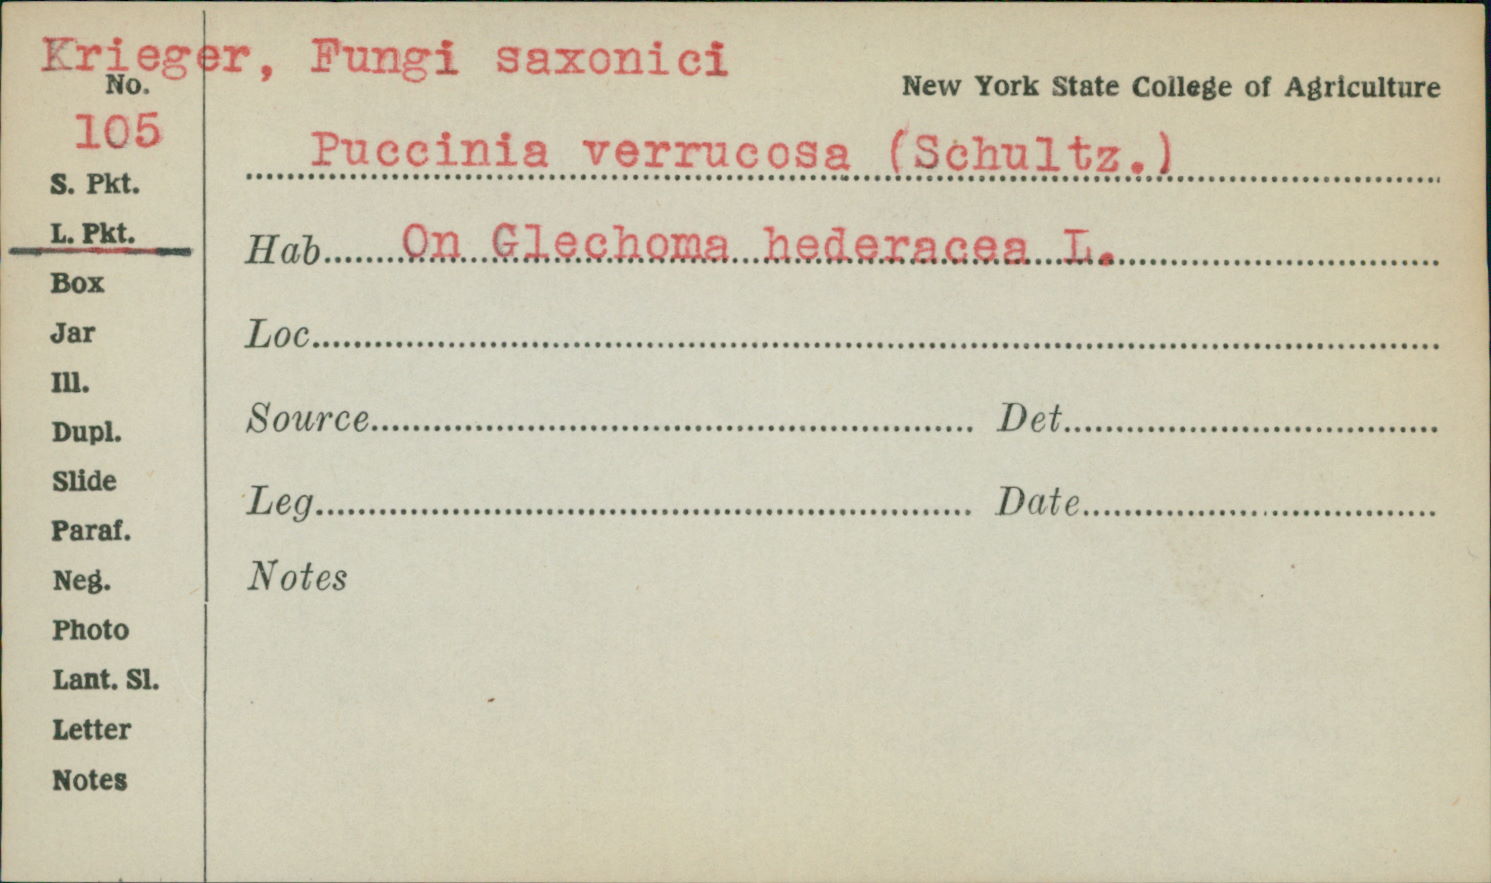 Krieger, Fungi saxonici
No.
New York State College of Agriculture
105
Puccinia verrucosa (Schultz.)
S. Pkt.
L. Pkt.
Hab. On Glechoma hederacea L.
Box
Jar
Loc.
Ill.
Dupl.
Source Det.
Slide
Leg. Date
Paraf.
Neg.
Notes
Photo
Lant. Sl.
Letter
Notes